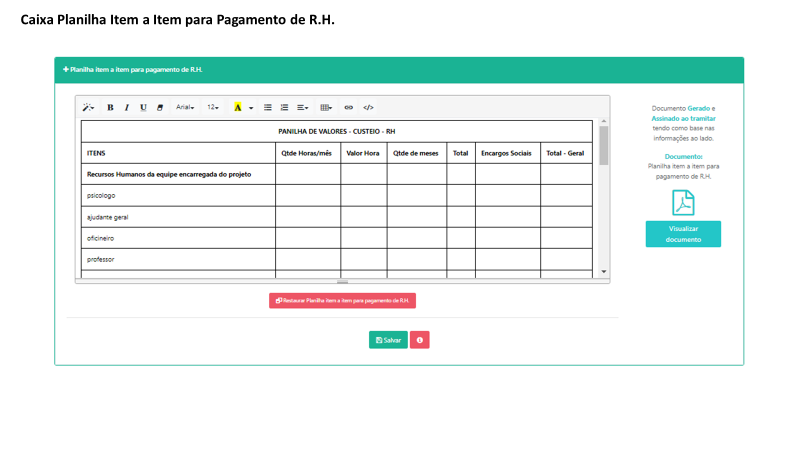 Caixa Planilha Item a Item para Pagamento de R.H.
Planilha item a item para pagamento de R.H.
B I U Arial 12 A
PANILHA DE VALORES - CUSTEIO - RH
ITENS Qtde Horas/mês Valor Hora Qtde de meses Total Encargos Sociais Total - Geral
Recursos Humanos da equipe encarregada do projeto
psicologo
ajudante geral
oficineiro
professor
Documento Gerado e
Assinado ao tramitar
tendo como base nas
informações ao lado.
Documento:
Planilha item a item para
pagamento de R.H.
Visualizar
documento
Restaurar Planilha item a item para pagamento de R.H.
Salvar